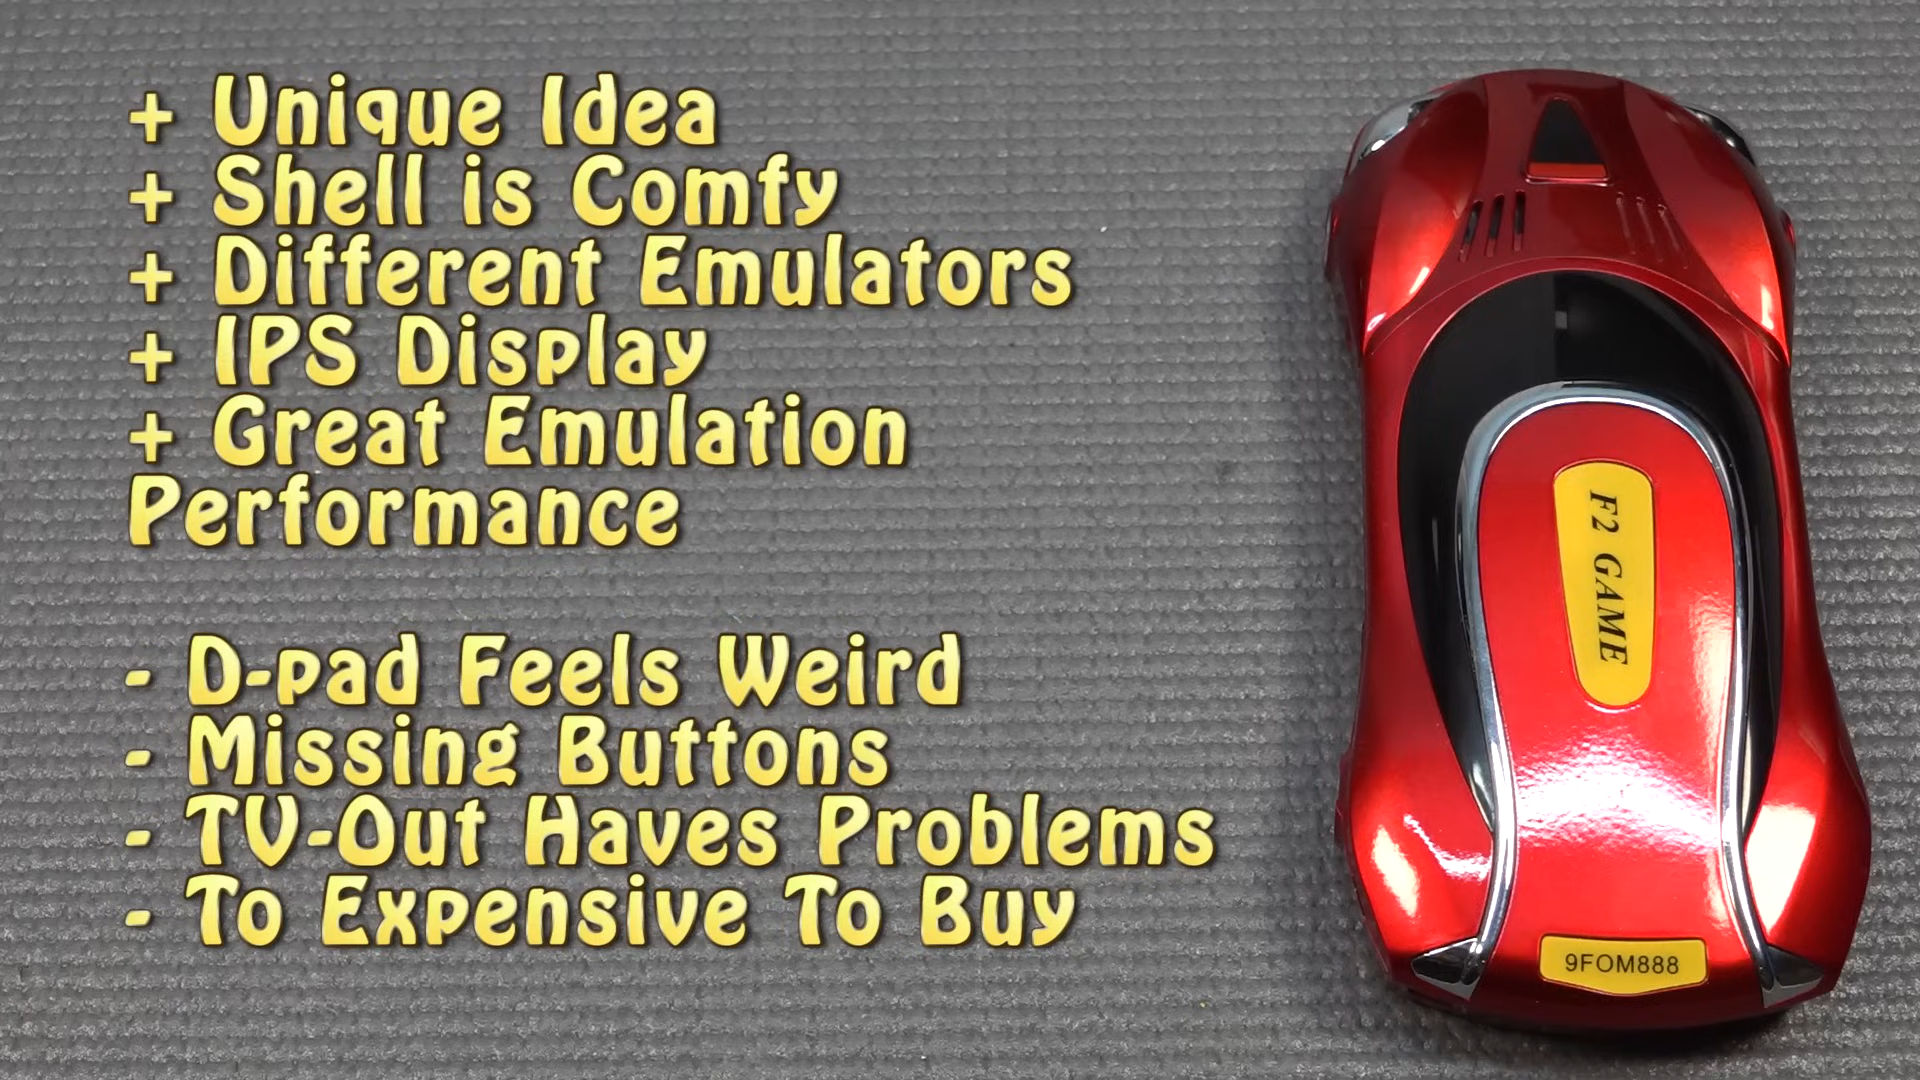 + Unique Idea
+ Shell is Comfy
+ Different Emulators
+ IPS Display
+ Great Emulation
Performance
- D-pad Feels Weird
- Missing Buttons
- TV-Out Haves Problems
- To Expensive To Buy
F2 GAME
9FOM888